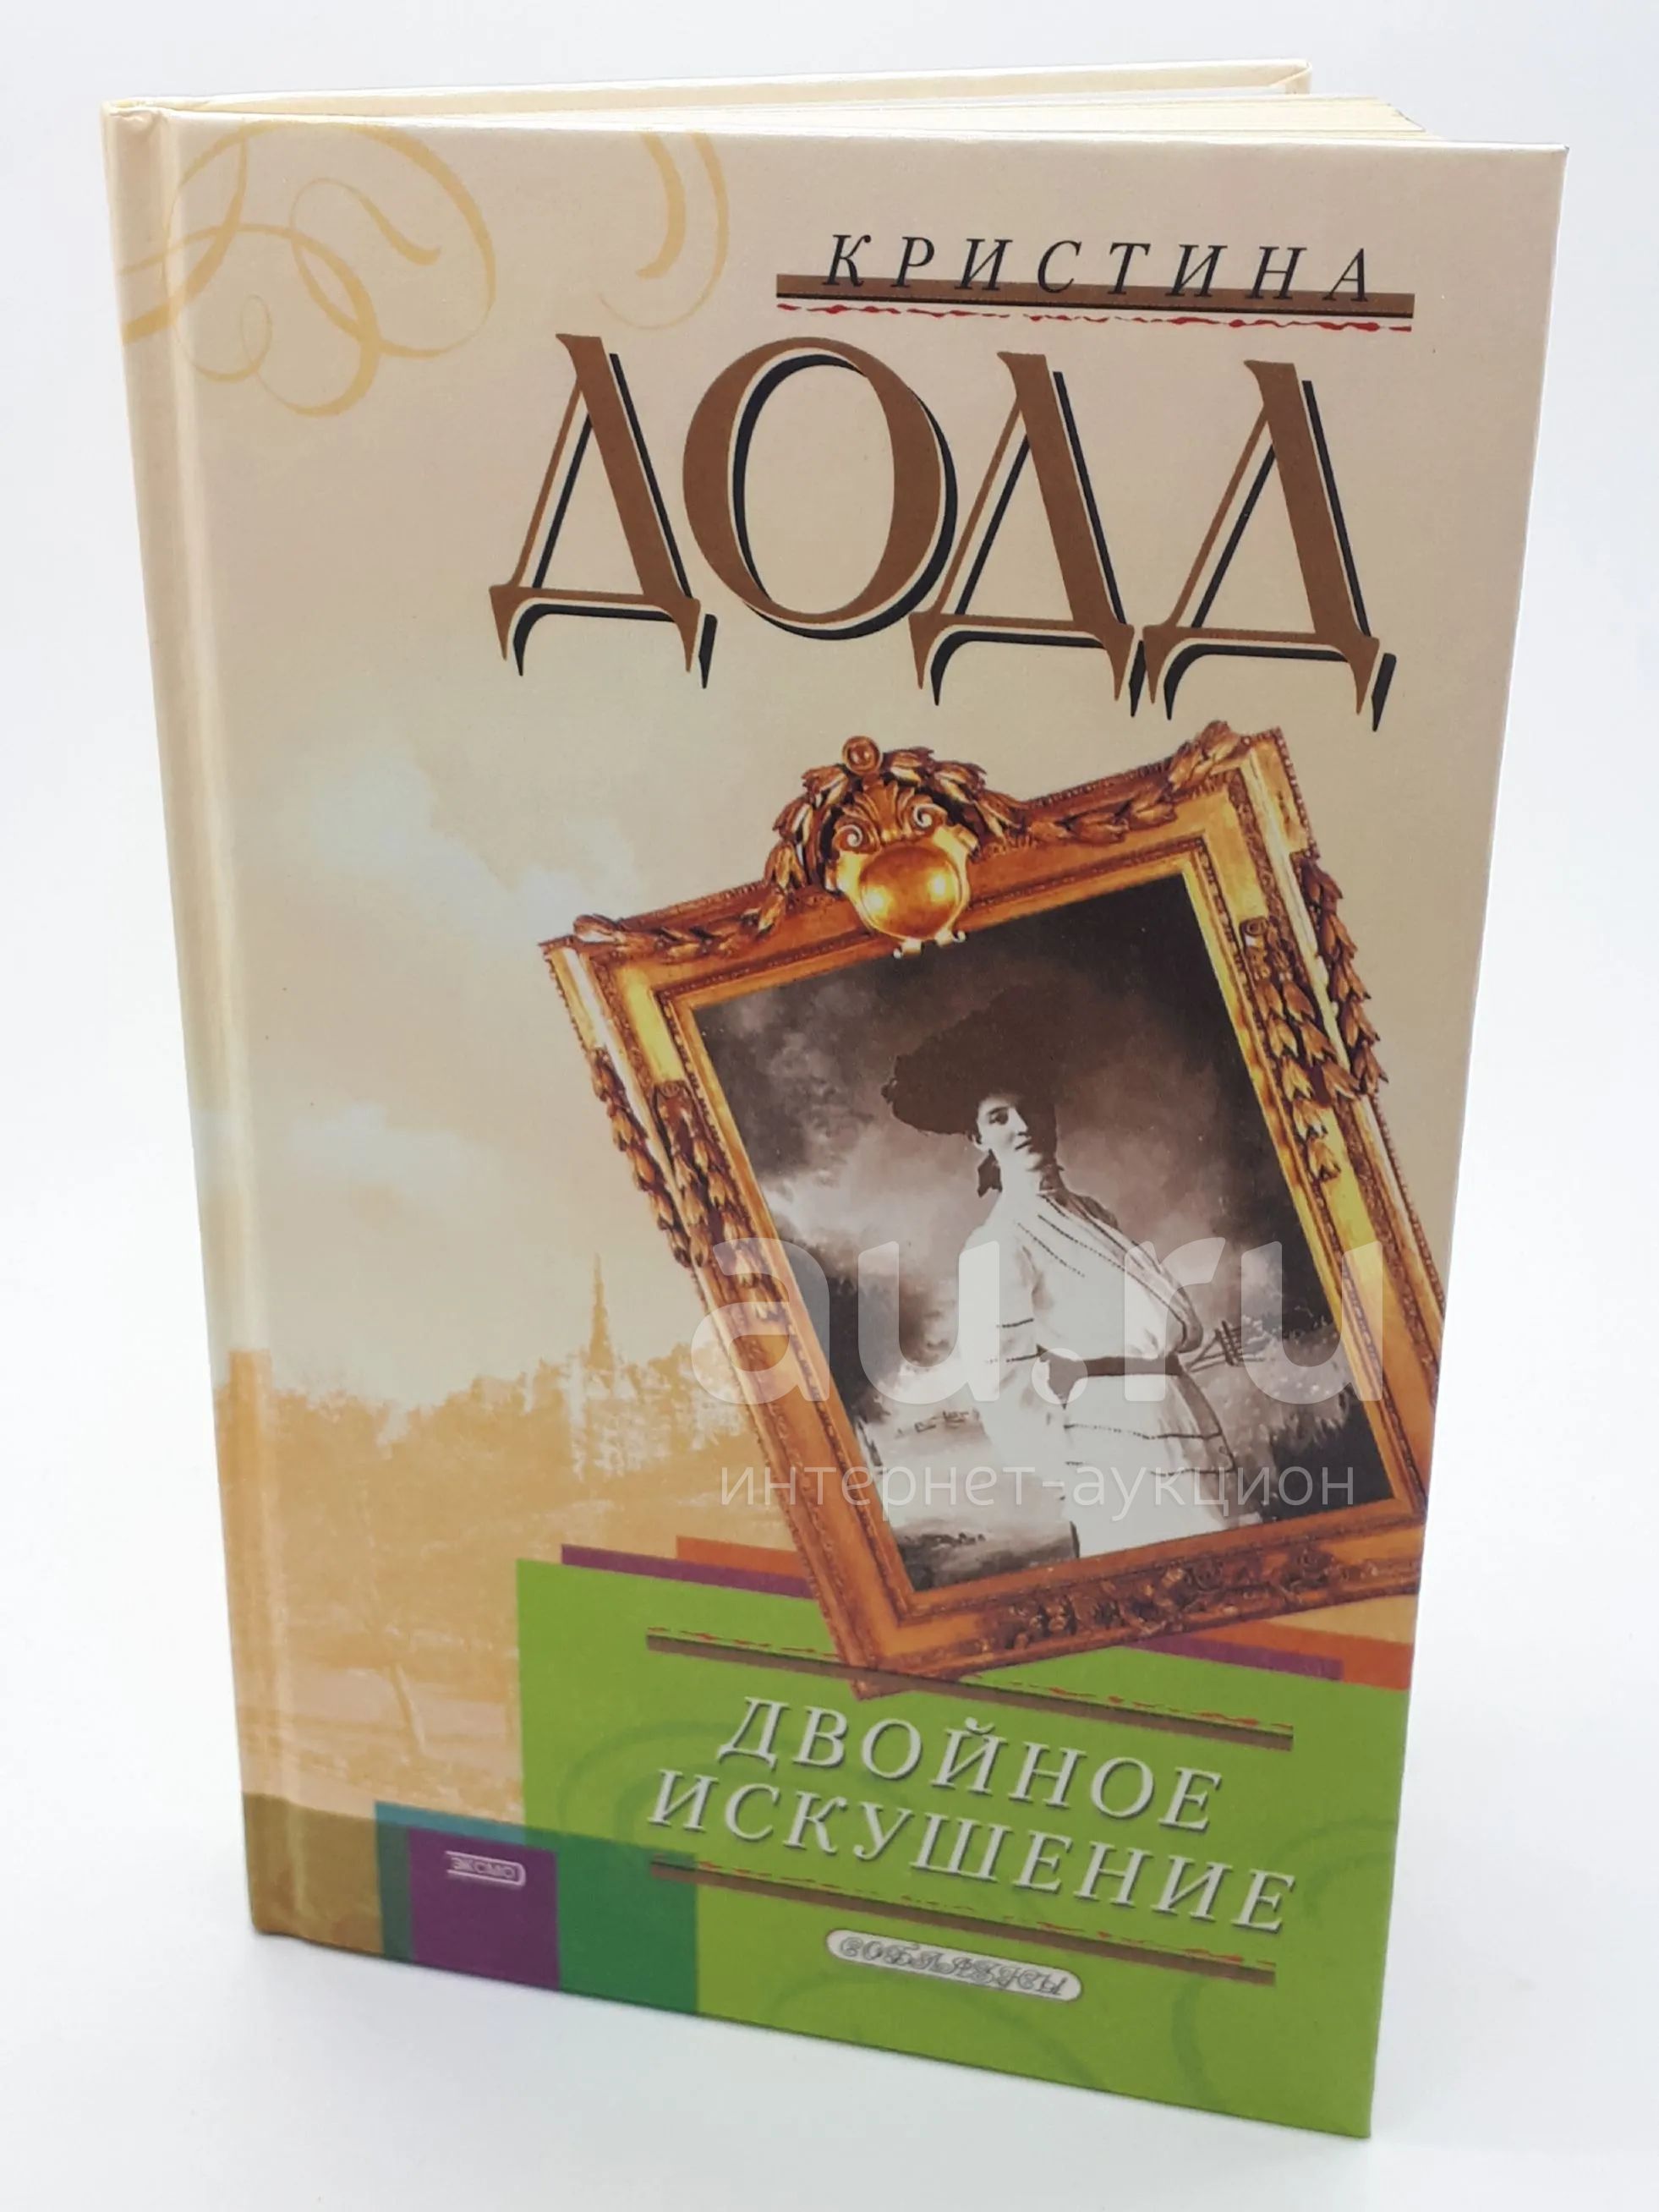 КРИСТИНА
ДОДД
au.ru
интернет-аукцион
ДВОЙНОЕ
ИСКУШЕНИЕ
ЭКСМО
СОБЛАЗНЫ